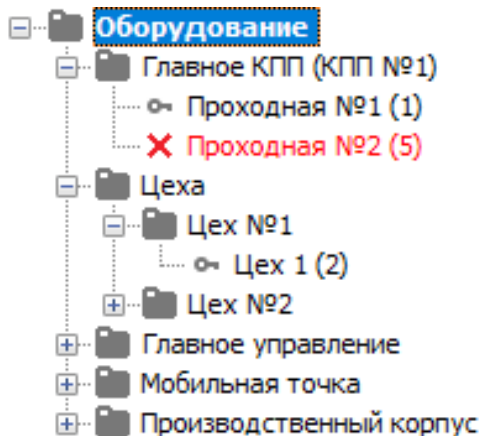 Оборудование
Главное КПП (КПП №1)
Проходная №1 (1)
Проходная №2 (5)
Цеха
Цех №1
Цех 1 (2)
Цех №2
Главное управление
Мобильная точка
Производственный корпус